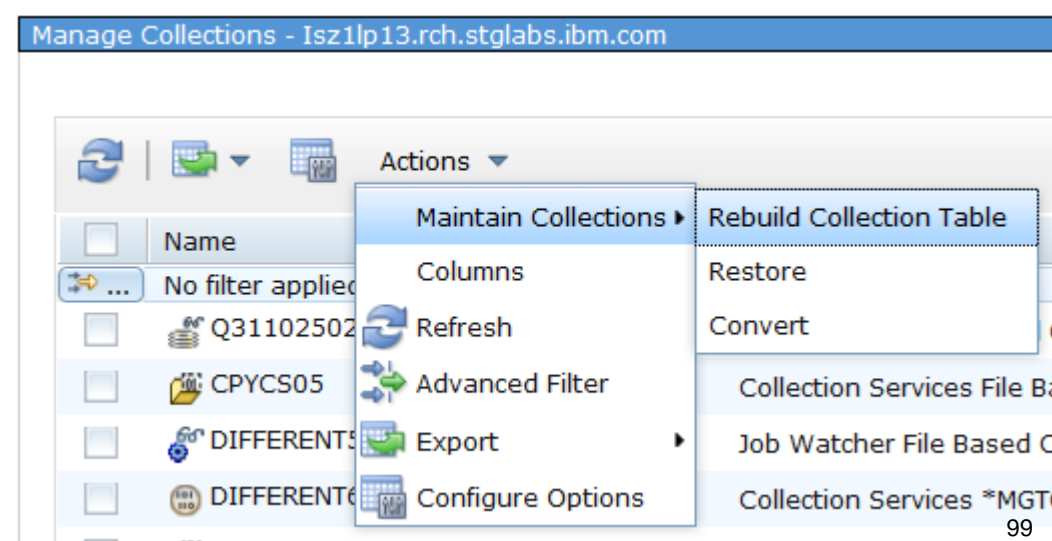 Manage Collections - Isz1lp13.rch.stglabs.ibm.com
Actions
Maintain Collections
Rebuild Collection Table
Name
Columns
Restore
... No filter applied
Q31102502
Refresh
Convert
CPYCS05
Advanced Filter
Collection Services File Ba
DIFFERENT5
Export
Job Watcher File Based C
DIFFERENT6
Configure Options
Collection Services *MGT
99